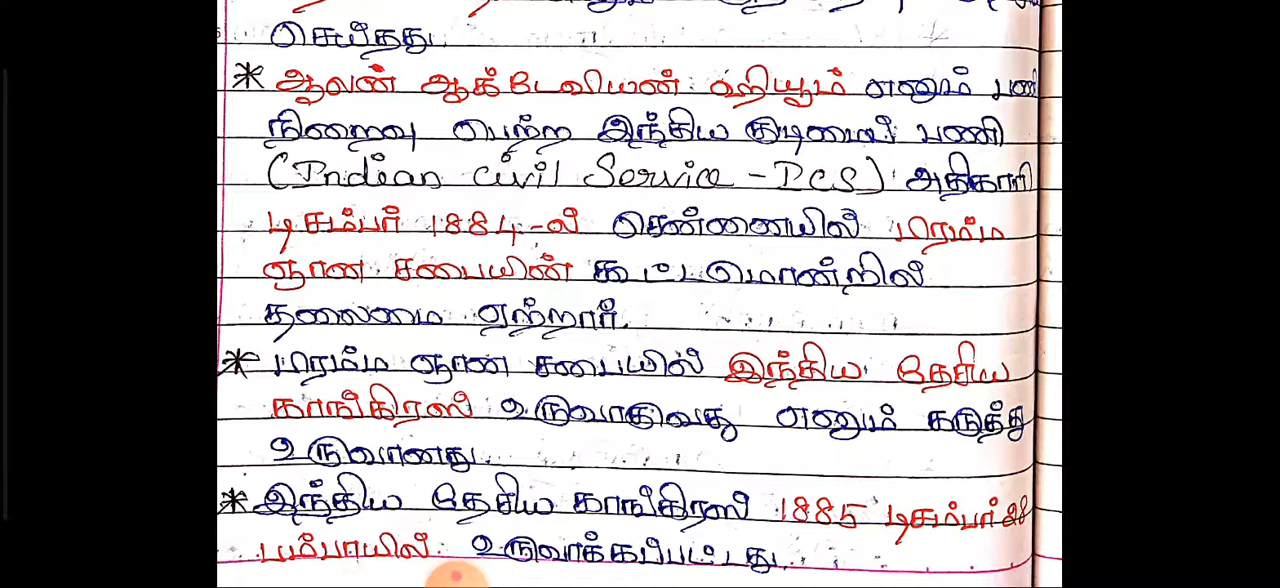 செய்தது.
* ஆலன் ஆக்டேவியன் ஹியூம் எனும் பணி
நிறைவு பெற்ற இந்திய குடிமைப் பணி
(Indian Civil Service - ICS) அதிகாரி
டிசம்பர் 1884-ல் சென்னையில் பிரம்ம
ஞான சபையின் கூட்டமொன்றில்
தலைமை ஏற்றார்.
* பிரம்ம ஞான சபையில் இந்திய தேசிய
காங்கிரஸ் உருவாகுவது எனும் கருத்து
உருவானது.
* இந்திய தேசிய காங்கிரஸ் 1885 டிசம்பர் 28
பம்பாயில் உருவாக்கப்பட்டது.